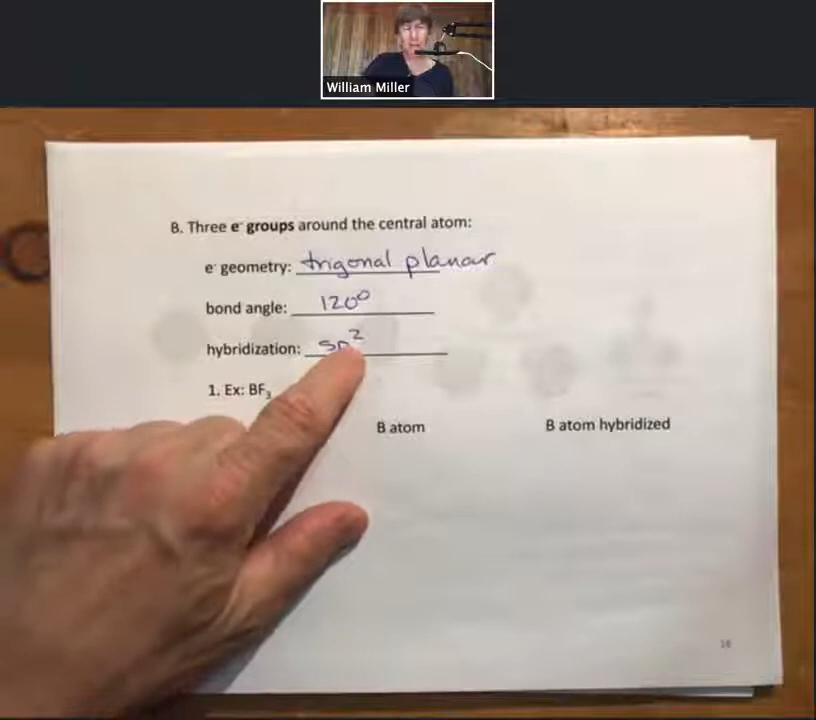 William Miller
B. Three e⁻ groups around the central atom:
e⁻ geometry: trigonal planar
bond angle: 120°
hybridization: sp²
1. Ex: BF₃
B atom
B atom hybridized
16